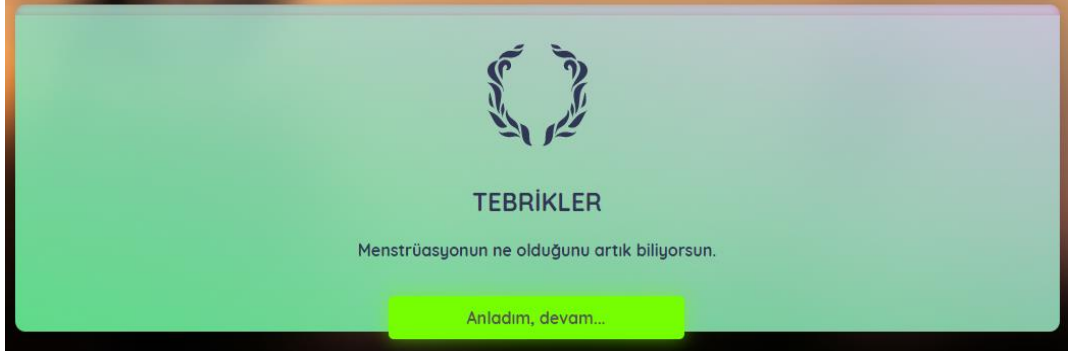 TEBRİKLER
Menstrüasyonun ne olduğunu artık biliyorsun.
Anladım, devam...